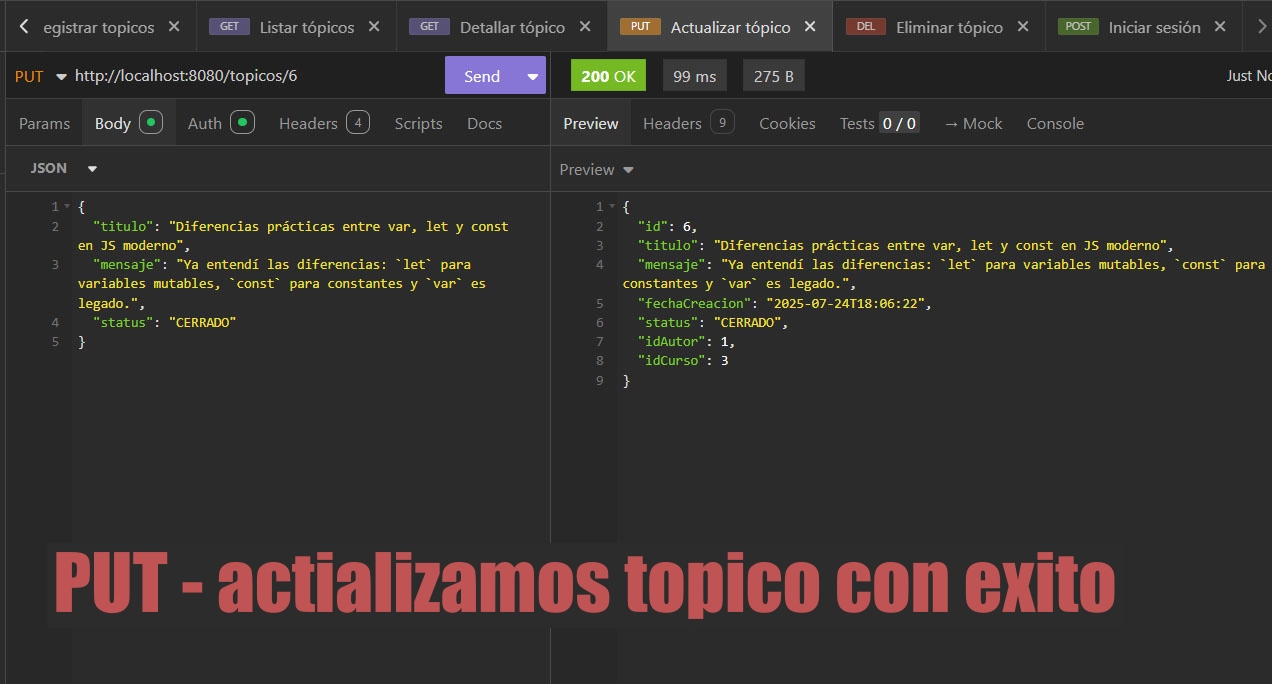 egistrar topicos
GET Listar tópicos
GET Detallar tópico
PUT Actualizar tópico
DEL Eliminar tópico
POST Iniciar sesión
PUT http://localhost:8080/topicos/6 Send
200 OK 99 ms 275 B Just No
Params Body Auth Headers 4 Scripts Docs
Preview Headers 9 Cookies Tests 0 / 0 → Mock Console
JSON
Preview
1 {
2 "titulo": "Diferencias prácticas entre var, let y const
en JS moderno",
3 "mensaje": "Ya entendí las diferencias: `let` para
variables mutables, `const` para constantes y `var` es
legado.",
4 "status": "CERRADO"
5 }
1 {
2 "id": 6,
3 "titulo": "Diferencias prácticas entre var, let y const en JS moderno",
4 "mensaje": "Ya entendí las diferencias: `let` para variables mutables, `const` para
constantes y `var` es legado.",
5 "fechaCreacion": "2025-07-24T18:06:22",
6 "status": "CERRADO",
7 "idAutor": 1,
8 "idCurso": 3
9 }
PUT - actializamos topico con exito